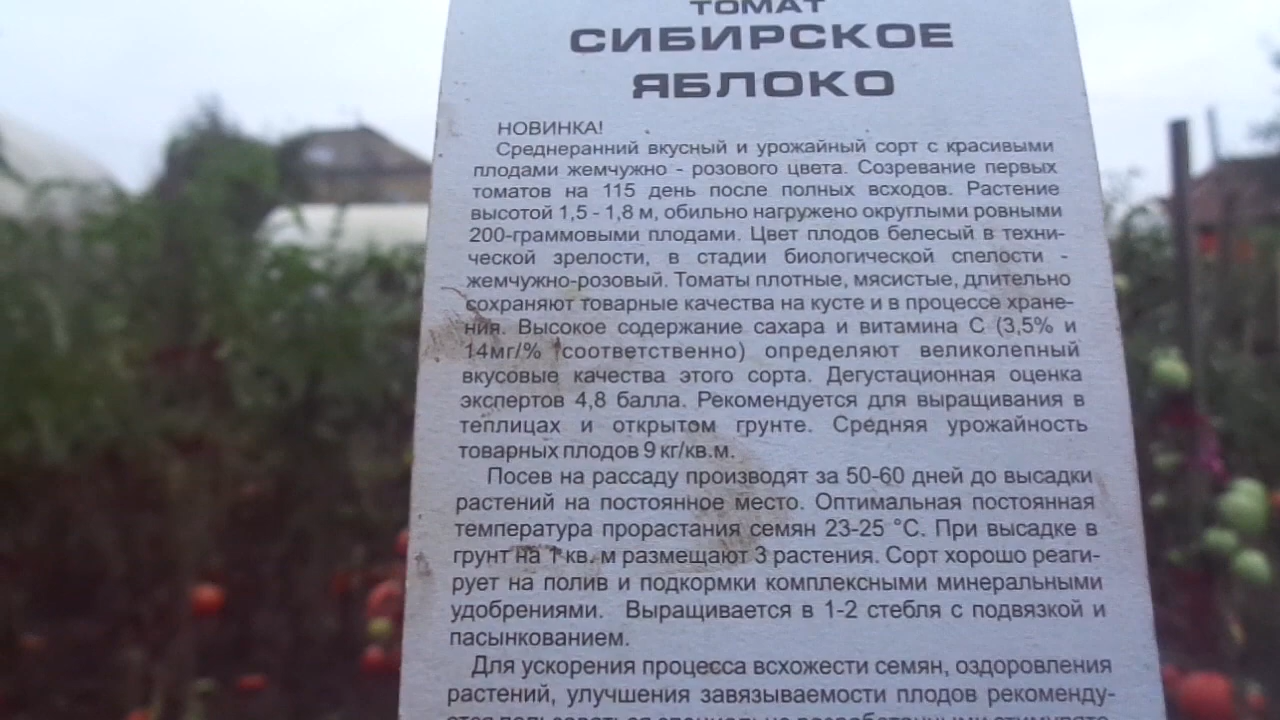 ТОМАТ
СИБИРСКОЕ
ЯБЛОКО
НОВИНКА!
Среднеранний вкусный и урожайный сорт с красивыми
плодами жемчужно - розового цвета. Созревание первых
томатов на 115 день после полных всходов. Растение
высотой 1,5 - 1,8 м, обильно нагружено округлыми ровными
200-граммовыми плодами. Цвет плодов белесый в техни-
ческой зрелости, в стадии биологической спелости -
жемчужно-розовый. Томаты плотные, мясистые, длительно
сохраняют товарные качества на кусте и в процессе хране-
ния. Высокое содержание сахара и витамина С (3,5% и
14мг/% соответственно) определяют великолепный
вкусовые качества этого сорта. Дегустационная оценка
экспертов 4,8 балла. Рекомендуется для выращивания в
теплицах и открытом грунте. Средняя урожайность
товарных плодов 9 кг/кв.м.
Посев на рассаду производят за 50-60 дней до высадки
растений на постоянное место. Оптимальная постоянная
температура прорастания семян 23-25 °С. При высадке в
грунт на 1 кв. м размещают 3 растения. Сорт хорошо реаги-
рует на полив и подкормки комплексными минеральными
удобрениями. Выращивается в 1-2 стебля с подвязкой и
пасынкованием.
Для ускорения процесса всхожести семян, оздоровления
растений, улучшения завязываемости плодов рекоменду-